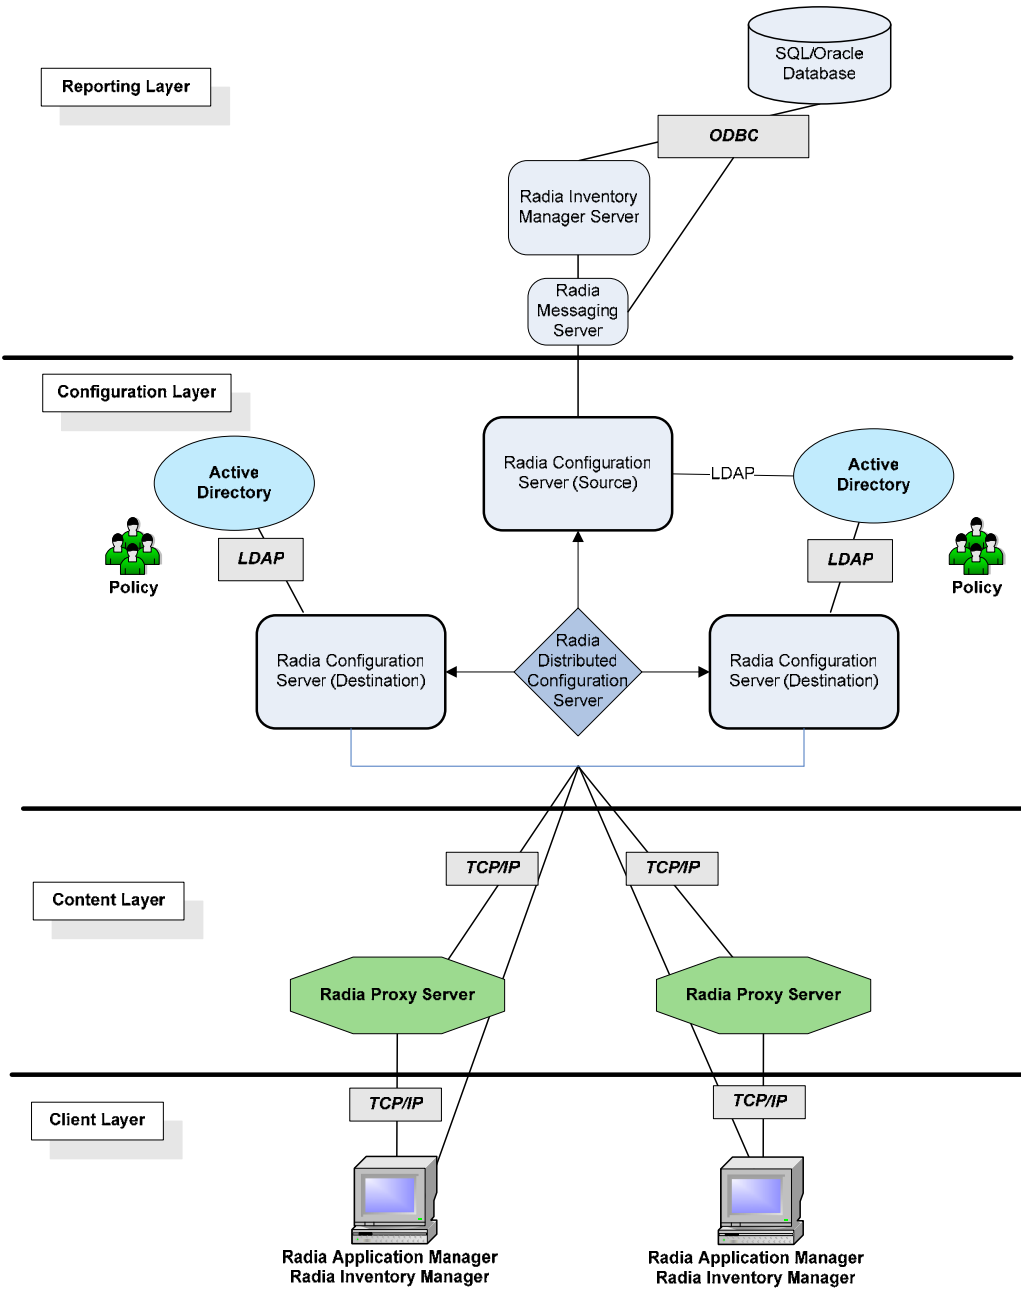 SQL/Oracle
Database
Reporting Layer
ODBC
Radia Inventory
Manager Server
Radia
Messaging
Server
Configuration Layer
Active
Directory
Radia Configuration
Server (Source)
LDAP
Active
Directory
LDAP
LDAP
Policy
Policy
Radia Configuration
Server (Destination)
Radia
Distributed
Configuration
Server
Radia Configuration
Server (Destination)
TCP/IP
TCP/IP
Content Layer
Radia Proxy Server
Radia Proxy Server
Client Layer
TCP/IP
TCP/IP
Radia Application Manager
Radia Inventory Manager
Radia Application Manager
Radia Inventory Manager